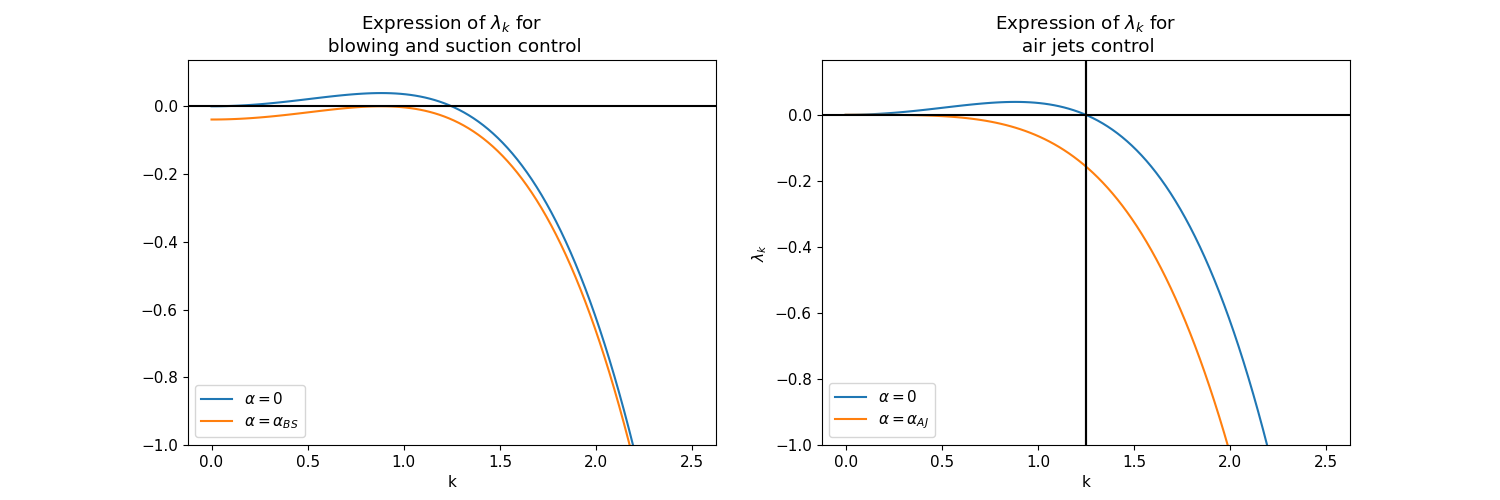 Expression of λₖ for
blowing and suction control
0.0
−0.2
−0.4
−0.6
−0.8
−1.0
α = 0
α = α_BS
0.0 0.5 1.0 1.5 2.0 2.5
k
Expression of λₖ for
air jets control
λₖ
0.0
−0.2
−0.4
−0.6
−0.8
−1.0
α = 0
α = α_AJ
0.0 0.5 1.0 1.5 2.0 2.5
k